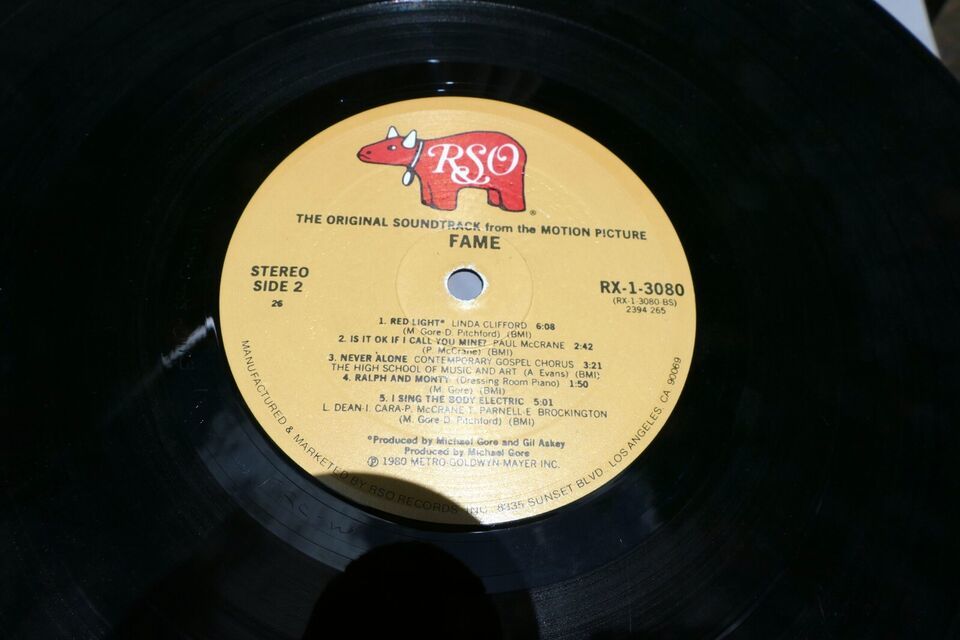 RSO
THE ORIGINAL SOUNDTRACK from the MOTION PICTURE
FAME
STEREO
SIDE 2
26
RX-1-3080
(RX-1-3080-BS)
2394 265
1. RED LIGHT* LINDA CLIFFORD 6:08
(M. Gore-D. Pitchford) (BMI)
2. IS IT OK IF I CALL YOU MINE? PAUL McCRANE 2:42
(P. McCrane) (BMI)
3. NEVER ALONE CONTEMPORARY GOSPEL CHORUS 3:21
THE HIGH SCHOOL OF MUSIC AND ART (A. Evans) (BMI)
4. RALPH AND MONTY (Dressing Room Piano) 1:50
(M. Gore) (BMI)
5. I SING THE BODY ELECTRIC 5:01
L. DEAN-I. CARA-P. McCRANE T. PARNELL-E. BROCKINGTON
(M. Gore D. Pitchford) (BMI)
*Produced by Michael Gore and Gil Askey
Produced by Michael Gore
℗ 1980 METRO-GOLDWYN-MAYER INC.
MANUFACTURED & MARKETED BY RSO RECORDS, INC. 8335 SUNSET BLVD. LOS ANGELES, CA 90069